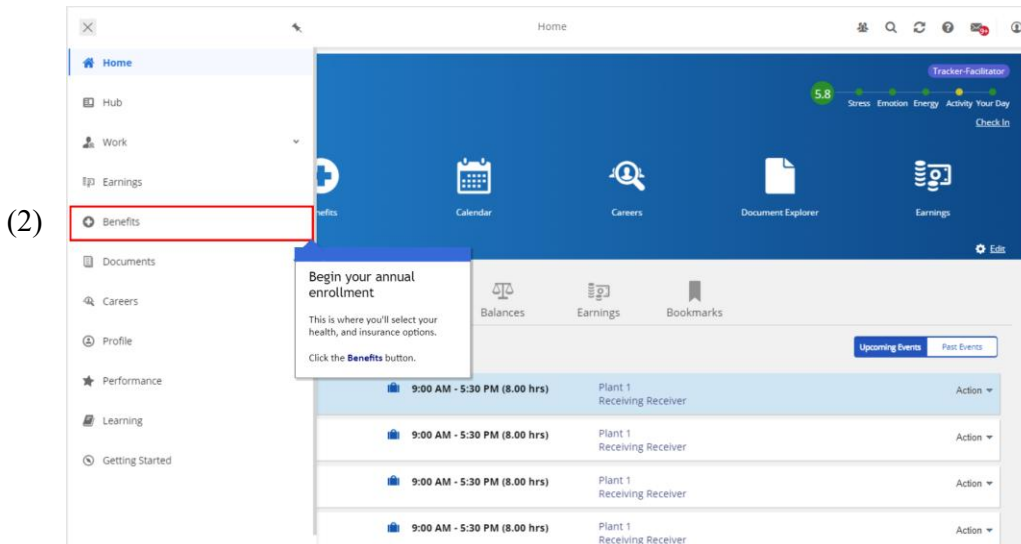 Home
Home
Tracker-Facilitator
5.8
Stress Emotion Energy Activity Your Day
Check In
Hub
Work
Earnings
Benefits
Documents
Careers
Profile
Performance
Learning
Getting Started
(2)
nefits
Calendar
Careers
Document Explorer
Earnings
Edit
Begin your annual
enrollment
This is where you'll select your
health, and insurance options.
Click the Benefits button.
Balances
Earnings
Bookmarks
Upcoming Events
Past Events
9:00 AM - 5:30 PM (8.00 hrs)
Plant 1
Receiving Receiver
Action
9:00 AM - 5:30 PM (8.00 hrs)
Plant 1
Receiving Receiver
Action
9:00 AM - 5:30 PM (8.00 hrs)
Plant 1
Receiving Receiver
Action
9:00 AM - 5:30 PM (8.00 hrs)
Plant 1
Receiving Receiver
Action